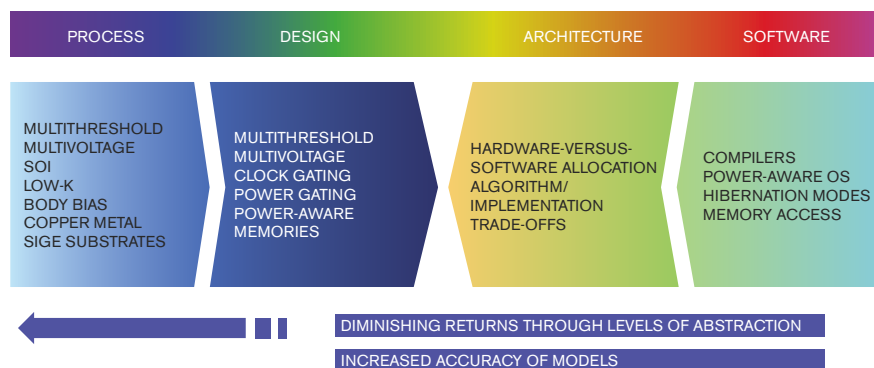 PROCESS
DESIGN
ARCHITECTURE
SOFTWARE
MULTITHRESHOLD
MULTIVOLTAGE
SOI
LOW-K
BODY BIAS
COPPER METAL
SIGE SUBSTRATES
MULTITHRESHOLD
MULTIVOLTAGE
CLOCK GATING
POWER GATING
POWER-AWARE
MEMORIES
HARDWARE-VERSUS-
SOFTWARE ALLOCATION
ALGORITHM/
IMPLEMENTATION
TRADE-OFFS
COMPILERS
POWER-AWARE OS
HIBERNATION MODES
MEMORY ACCESS
DIMINISHING RETURNS THROUGH LEVELS OF ABSTRACTION
INCREASED ACCURACY OF MODELS